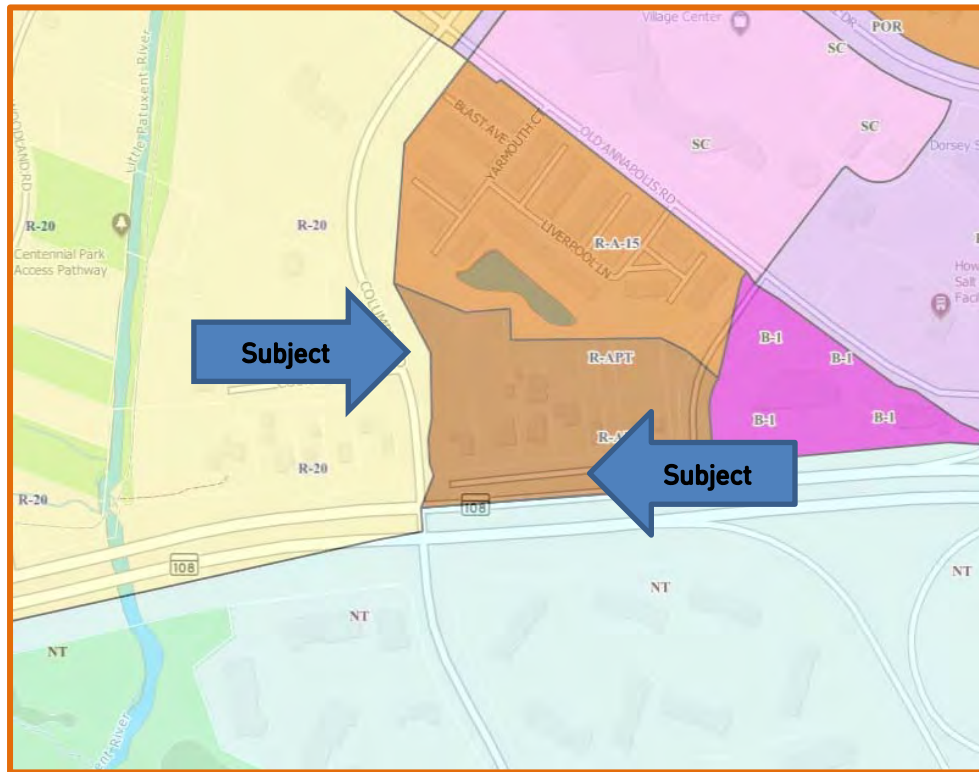 Village Center
DR
POR
SC
SC
SC
Little Patuxent River
BLAST AVE
YARMOUTH CT
OLD ANNAPOLIS RD
Dorsey
R-20
R-20
LIVERPOOL LN
R-A-15
Centennial Park
Access Pathway
Salt
Subject
R-APT
B-1
B-1
B-1
B-1
R-20
R-20
Subject
108
108
NT
NT
NT
NT